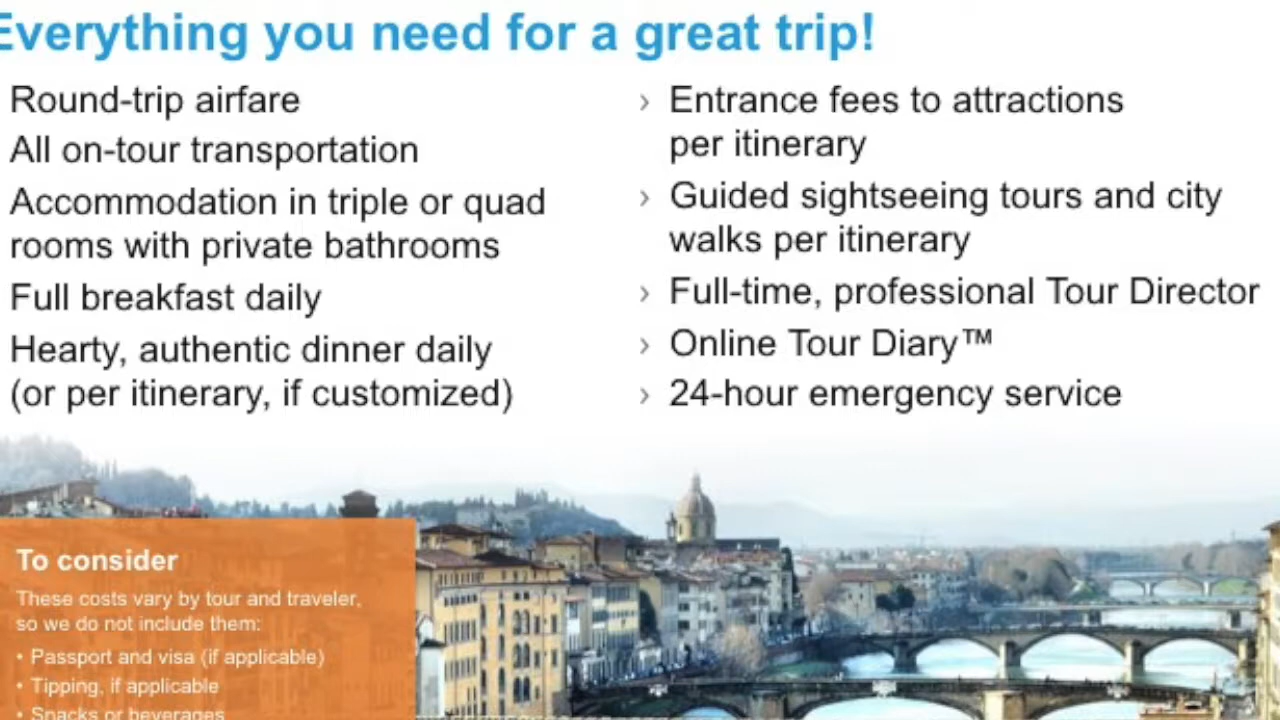 Everything you need for a great trip!
Round-trip airfare
All on-tour transportation
Accommodation in triple or quad
rooms with private bathrooms
Full breakfast daily
Hearty, authentic dinner daily
(or per itinerary, if customized)
› Entrance fees to attractions
per itinerary
› Guided sightseeing tours and city
walks per itinerary
› Full-time, professional Tour Director
› Online Tour Diary™
› 24-hour emergency service
To consider
These costs vary by tour and traveler,
so we do not include them:
• Passport and visa (if applicable)
• Tipping, if applicable
• Snacks or beverages